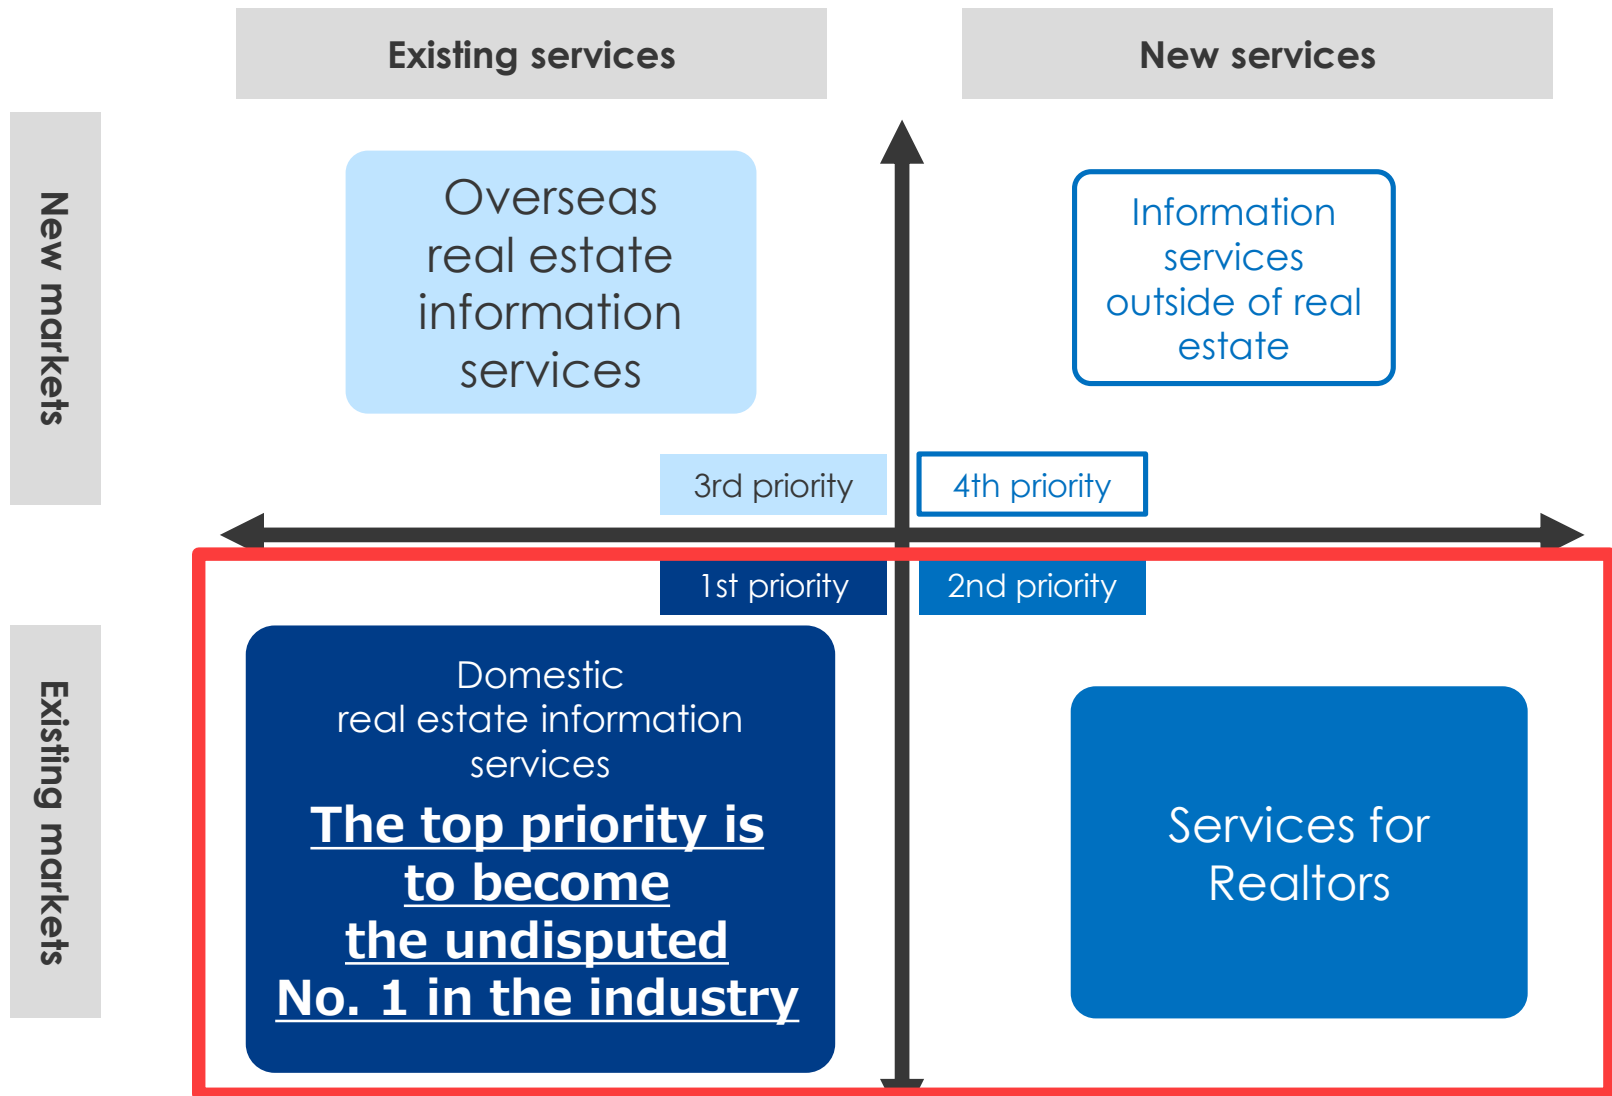 Existing services
New services
New markets
Overseas
real estate
information
services
Information
services
outside of real
estate
3rd priority
4th priority
1st priority
2nd priority
Existing markets
Domestic
real estate information
services
The top priority is
to become
the undisputed
No. 1 in the industry
Services for
Realtors